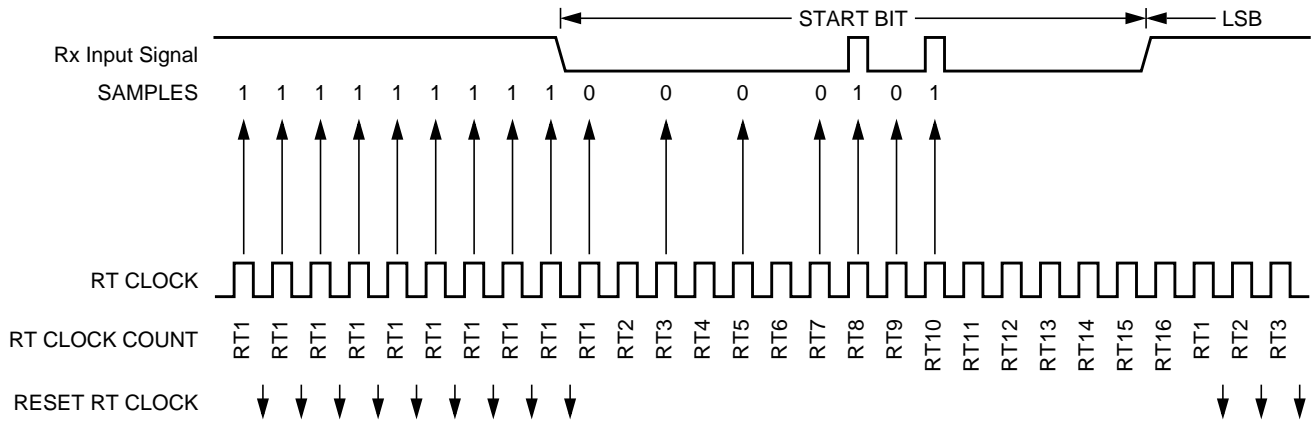 START BIT
LSB
Rx Input Signal
SAMPLES 1 1 1 1 1 1 1 1 1 0 0 0 0 1 0 1
RT CLOCK
RT CLOCK COUNT RT1 RT1 RT1 RT1 RT1 RT1 RT1 RT1 RT1 RT1 RT2 RT3 RT4 RT5 RT6 RT7 RT8 RT9 RT10 RT11 RT12 RT13 RT14 RT15 RT16 RT1 RT2 RT3
RESET RT CLOCK